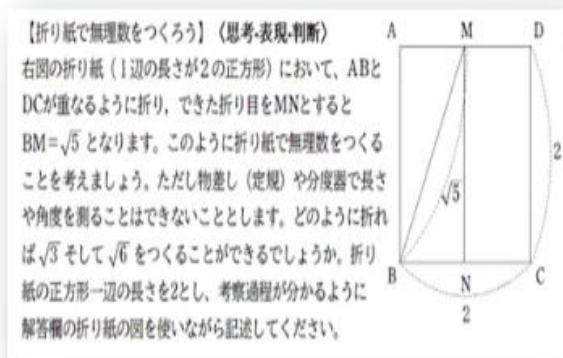 【折り紙で無理数をつくろう】〈思考・表現・判断〉
右図の折り紙(1辺の長さが2の正方形)において、ABと
DCが重なるように折り,できた折り目をMNとすると
BM=√5 となります。このように折り紙で無理数をつくる
ことを考えましょう。ただし物差し(定規)や分度器で長さ
や角度を測ることはできないこととします。どのように折れ
ば√3 そして√6 をつくることができるでしょうか。折り
紙の正方形一辺の長さを2とし、考察過程が分かるように
解答欄の折り紙の図を使いながら記述してください。
A M D
2
√5
B N C
2